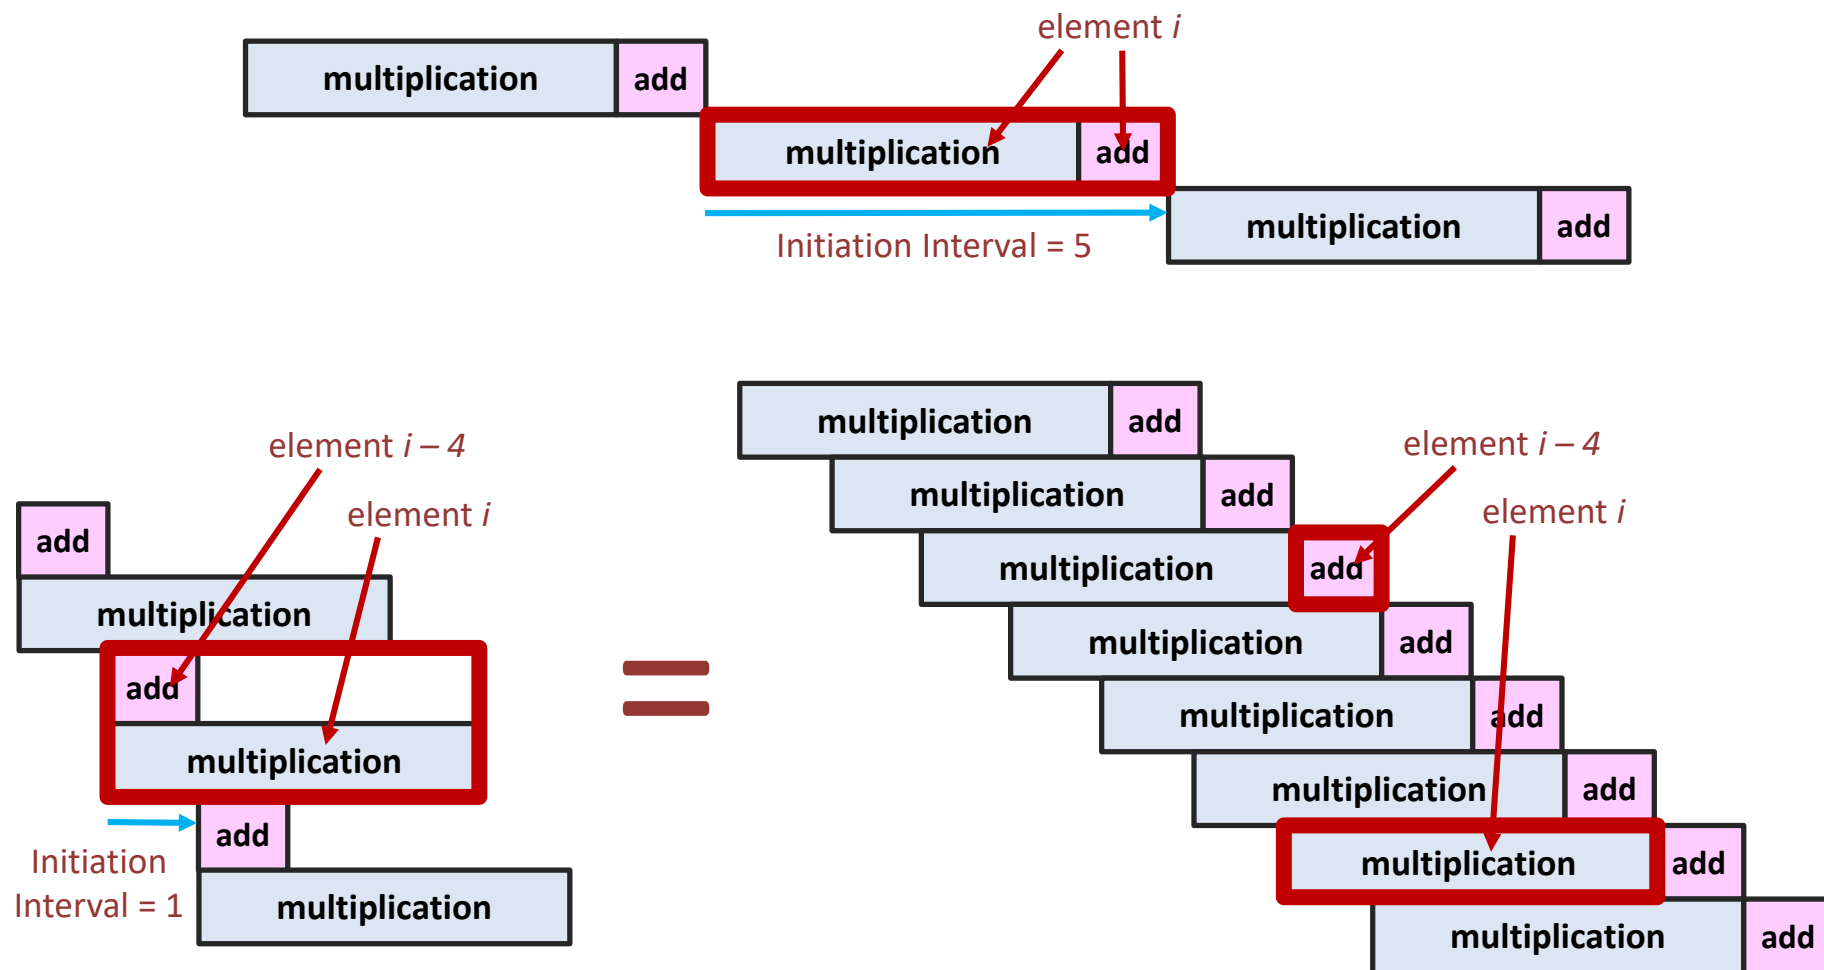 element i
multiplication add
multiplication add
multiplication add
Initiation Interval = 5
multiplication add
element i – 4
element i – 4
multiplication add
element i
element i
add
add
multiplication
multiplication
multiplication add
add
multiplication add
multiplication
multiplication add
add
multiplication add
Initiation
Interval = 1
multiplication
multiplication add